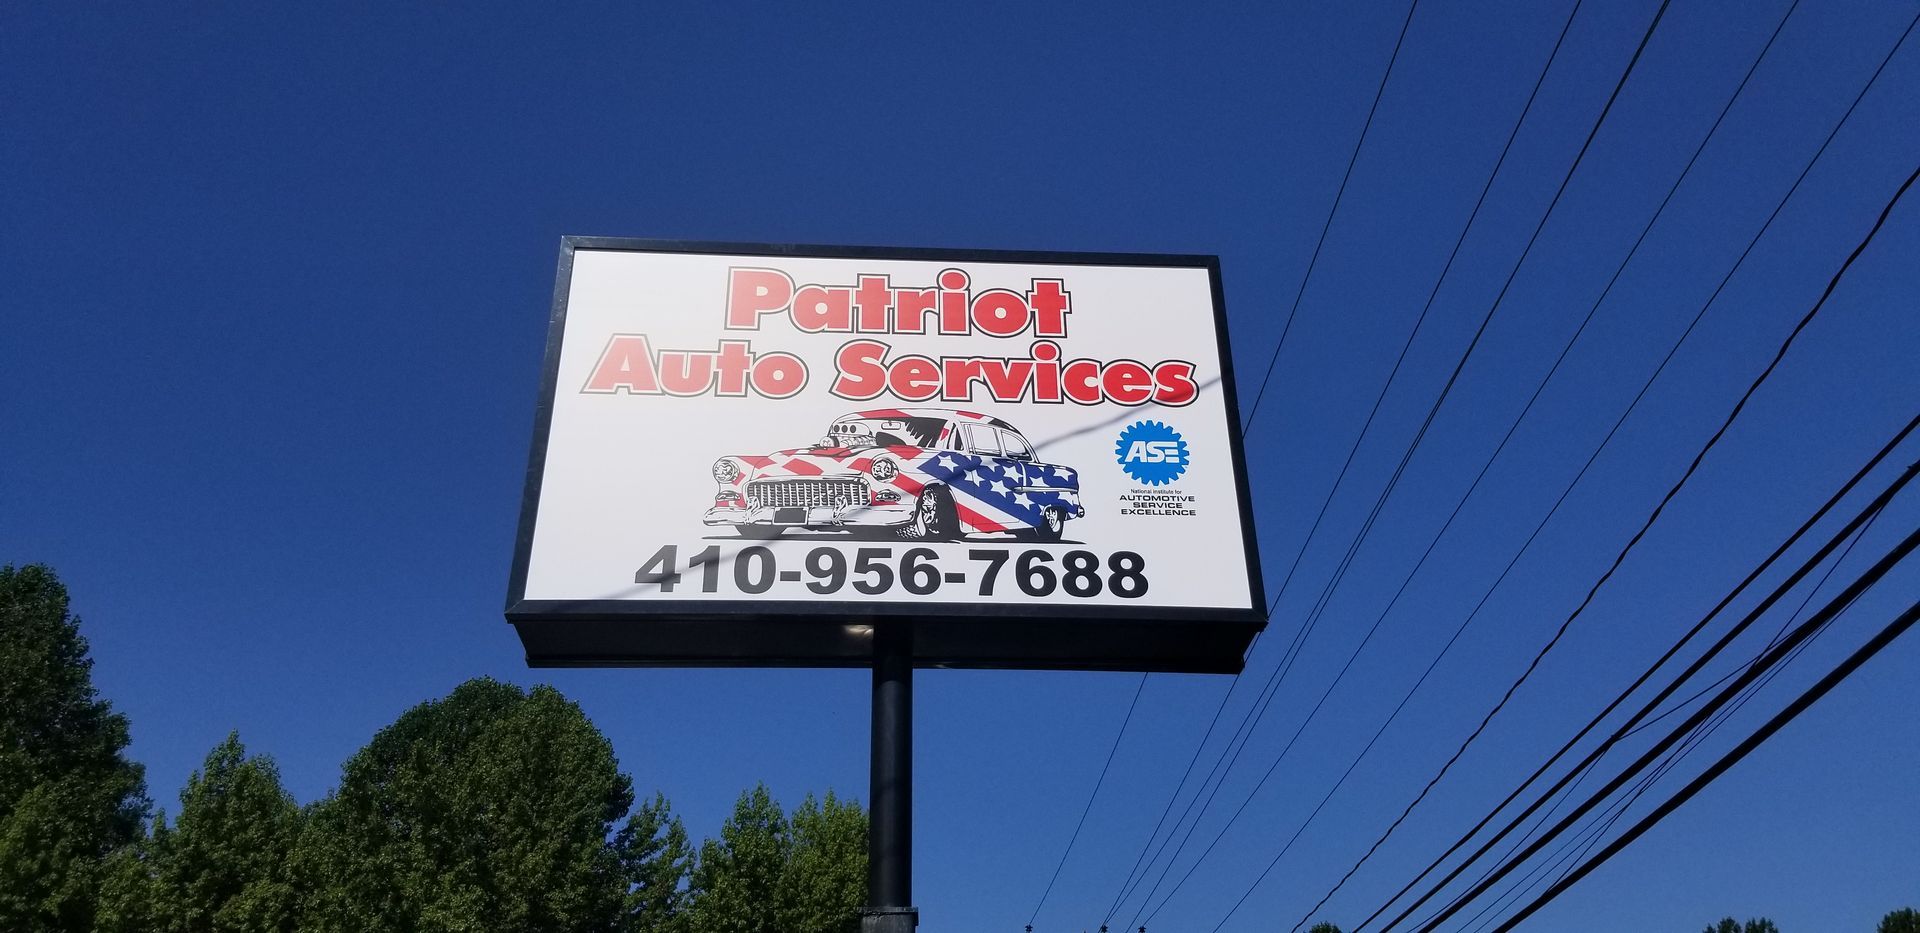 Patriot
Auto Services
ASE
National Institute for
AUTOMOTIVE
SERVICE
EXCELLENCE
410-956-7688